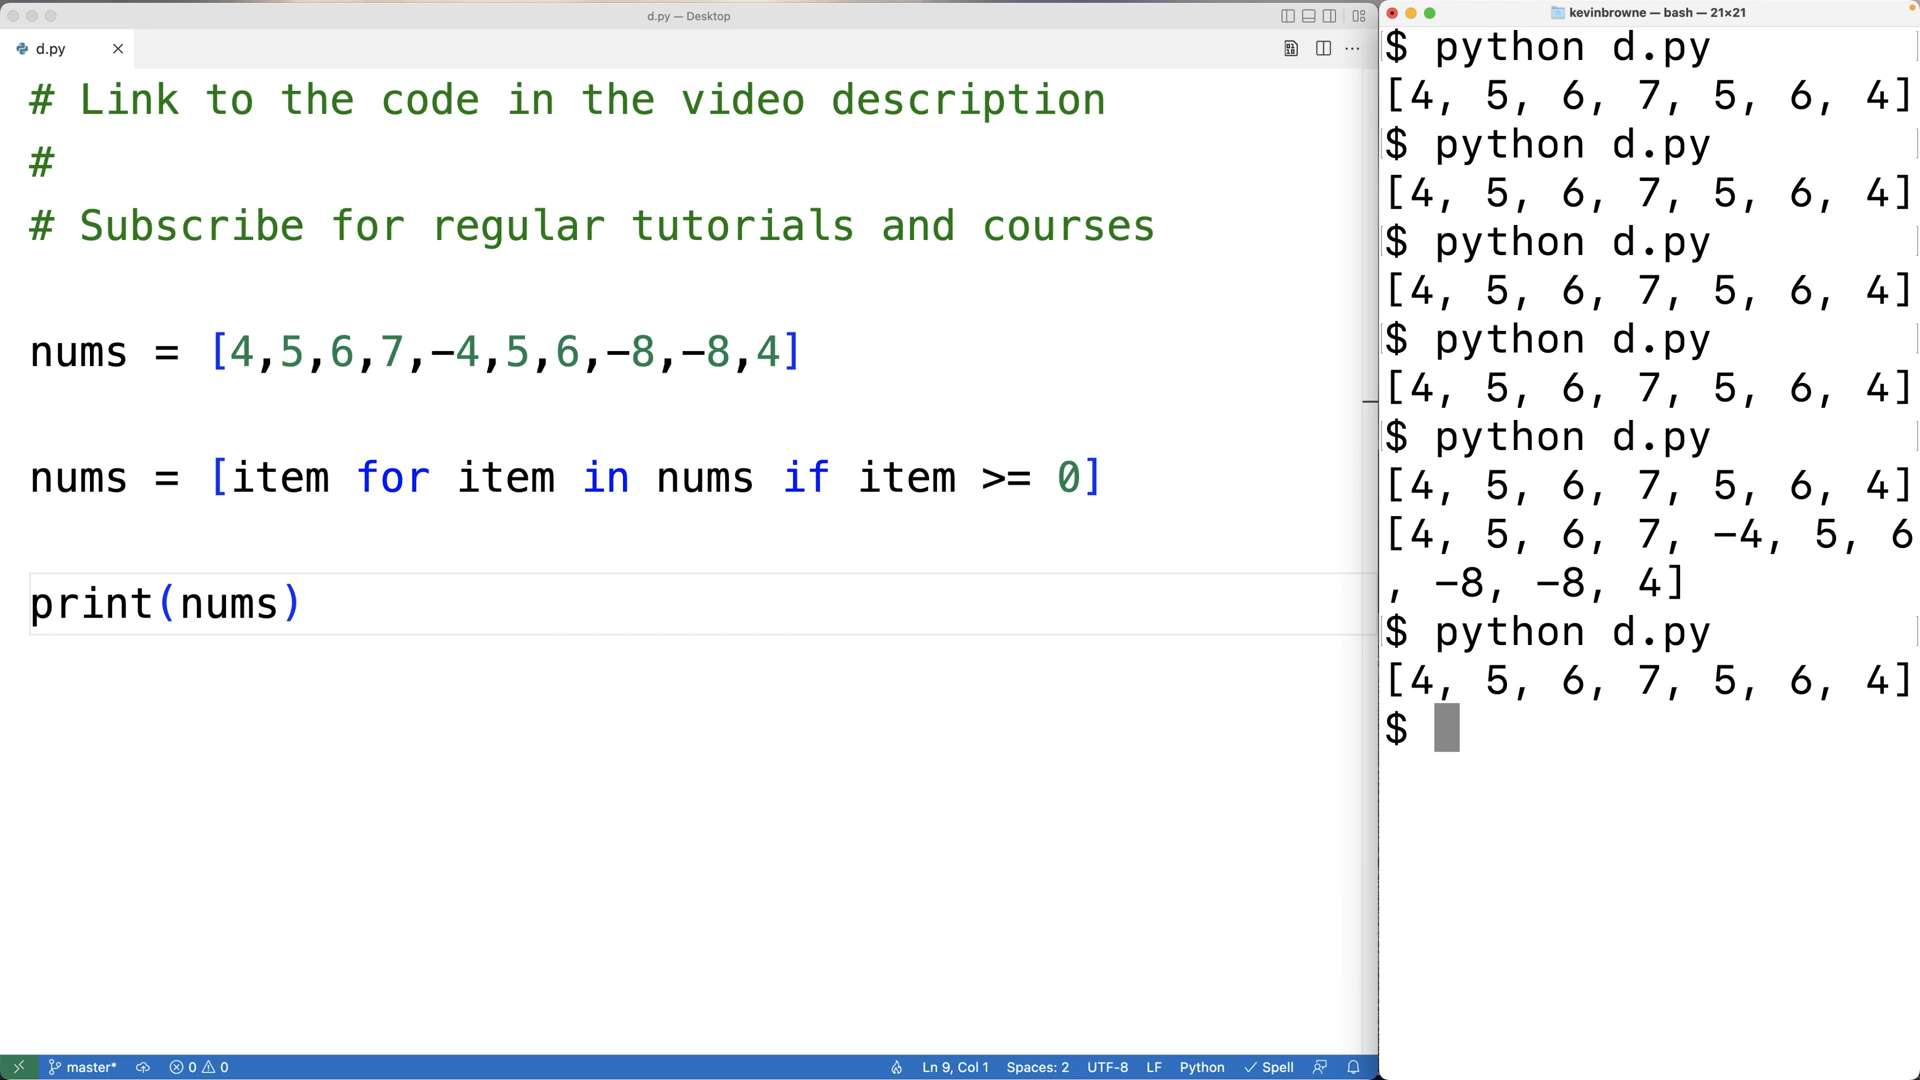 d.py — Desktop
d.py
# Link to the code in the video description
#
# Subscribe for regular tutorials and courses
nums = [4,5,6,7,-4,5,6,-8,-8,4]
nums = [item for item in nums if item >= 0]
print(nums)
master*
0 0
Ln 9, Col 1
Spaces: 2
UTF-8
LF
Python
Spell
kevinbrowne — bash — 21×21
$ python d.py
[4, 5, 6, 7, 5, 6, 4]
$ python d.py
[4, 5, 6, 7, 5, 6, 4]
$ python d.py
[4, 5, 6, 7, 5, 6, 4]
$ python d.py
[4, 5, 6, 7, 5, 6, 4]
$ python d.py
[4, 5, 6, 7, 5, 6, 4]
[4, 5, 6, 7, -4, 5, 6
, -8, -8, 4]
$ python d.py
[4, 5, 6, 7, 5, 6, 4]
$